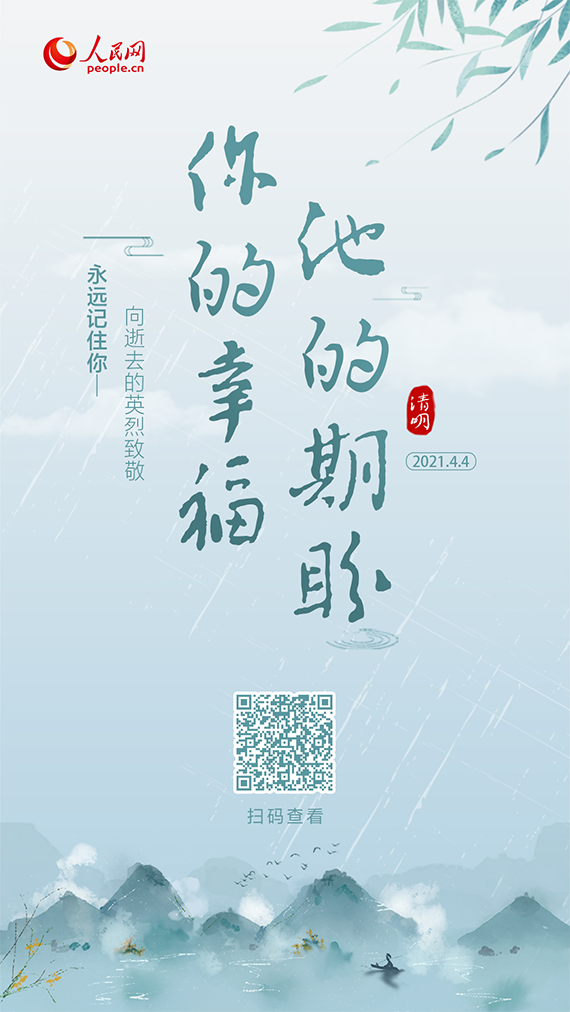 人民网
people.cn
他的期盼
你的幸福
清明
2021.4.4
永远记住你—
向逝去的英烈致敬
扫码查看